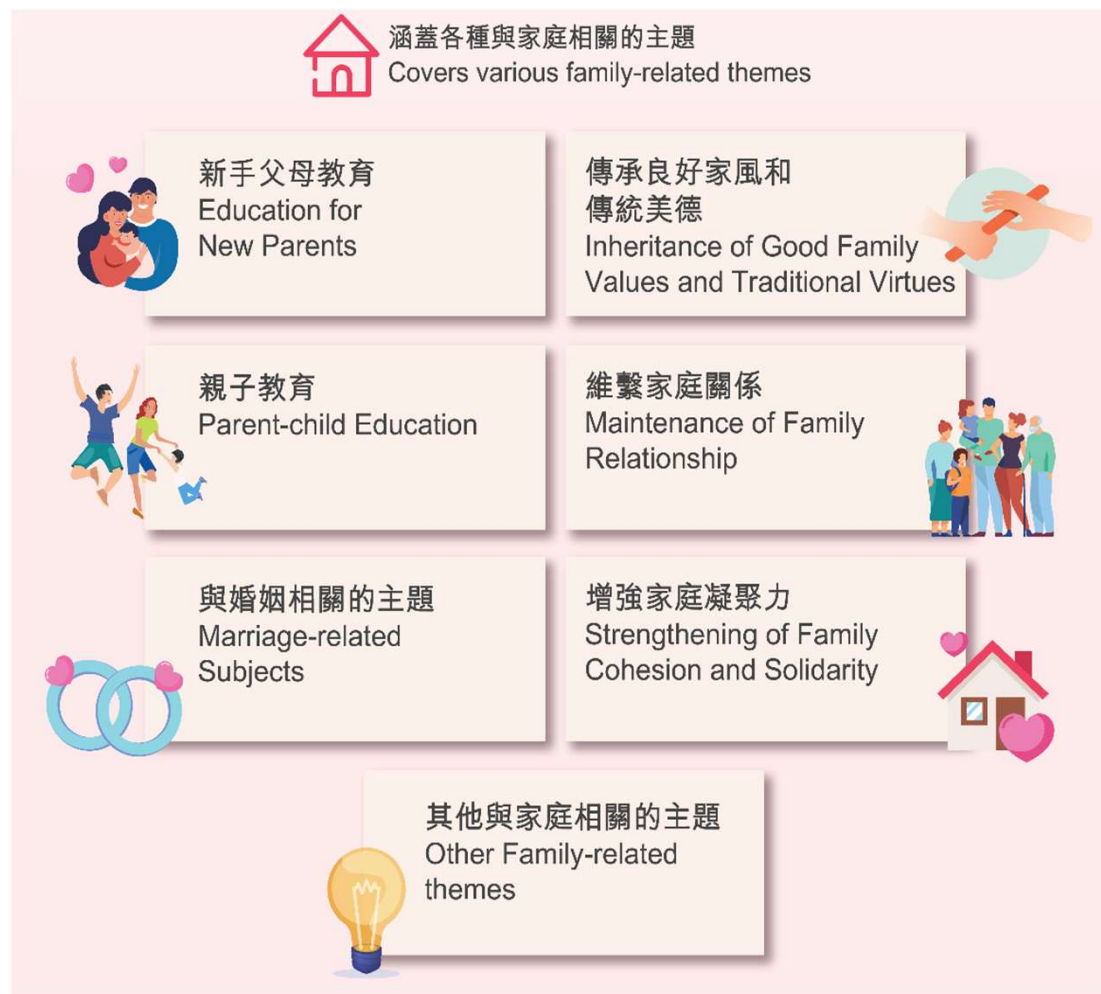 涵蓋各種與家庭相關的主題
Covers various family-related themes
新手父母教育
Education for
New Parents
傳承良好家風和
傳統美德
Inheritance of Good Family
Values and Traditional Virtues
親子教育
Parent-child Education
維繫家庭關係
Maintenance of Family
Relationship
與婚姻相關的主題
Marriage-related
Subjects
增強家庭凝聚力
Strengthening of Family
Cohesion and Solidarity
其他與家庭相關的主題
Other Family-related
themes